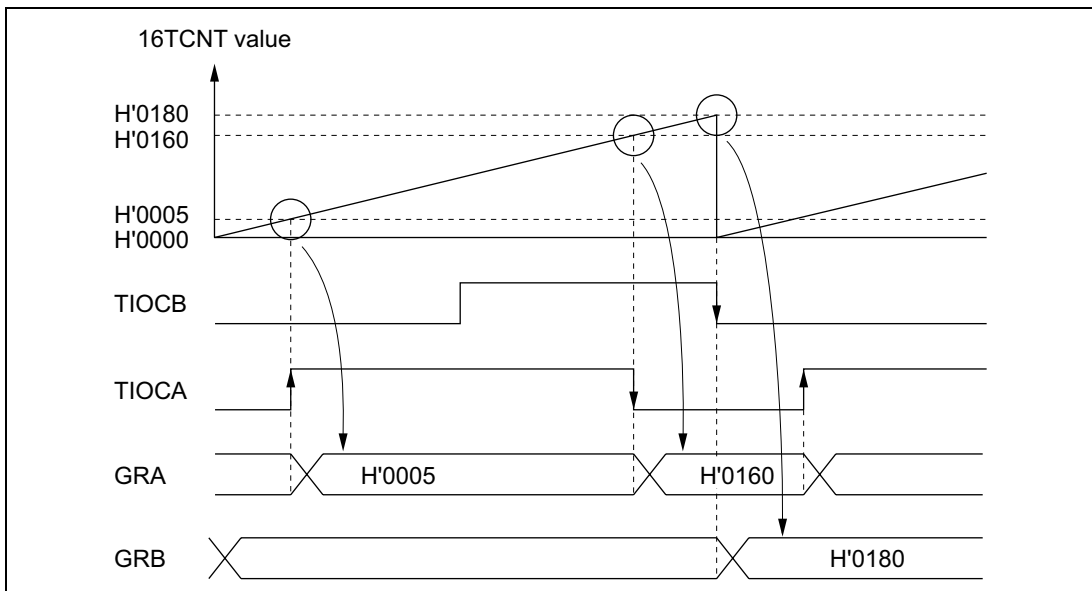 16TCNT value
H'0180
H'0160
H'0005
H'0000
TIOCB
TIOCA
GRA H'0005 H'0160
GRB H'0180